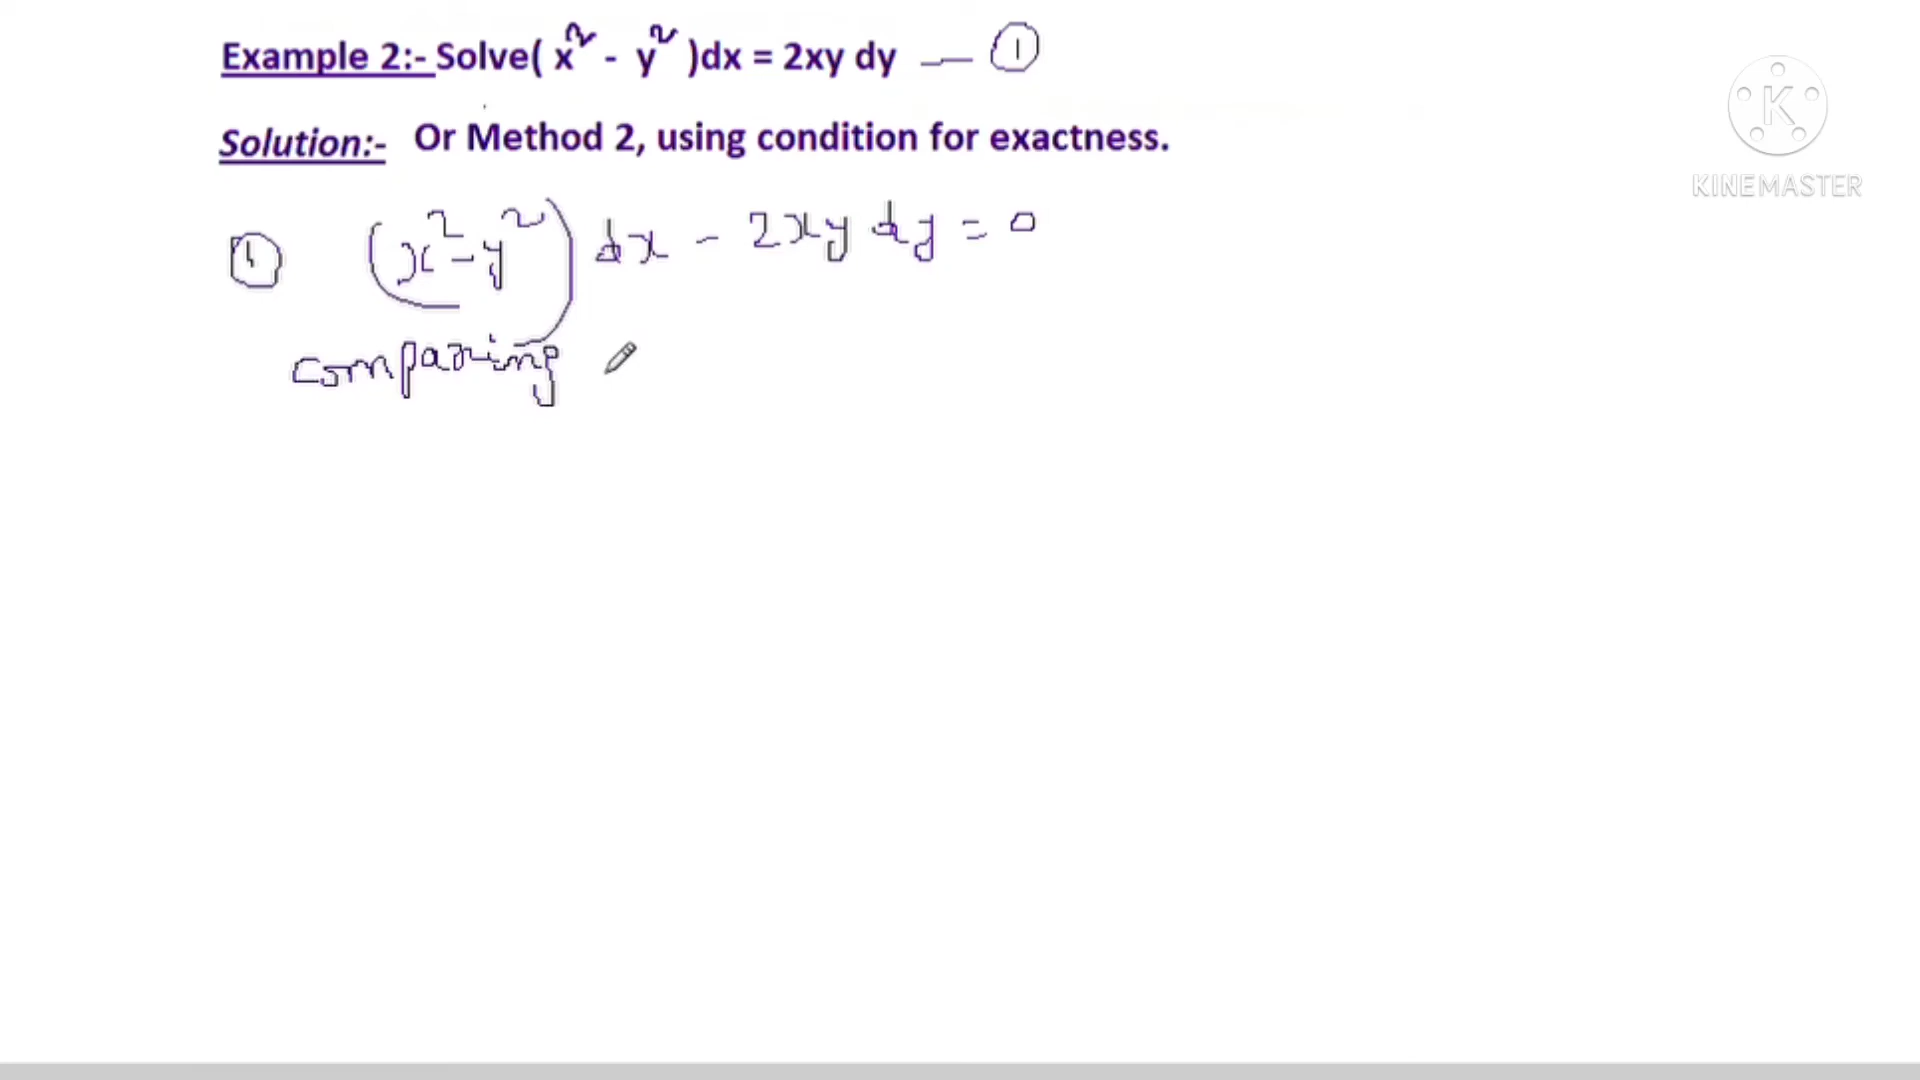 Example 2:- Solve( x² - y² )dx = 2xy dy — ①
Solution:- Or Method 2, using condition for exactness.
① (x² - y²) dx - 2xy dy = 0
comparing
KINEMASTER